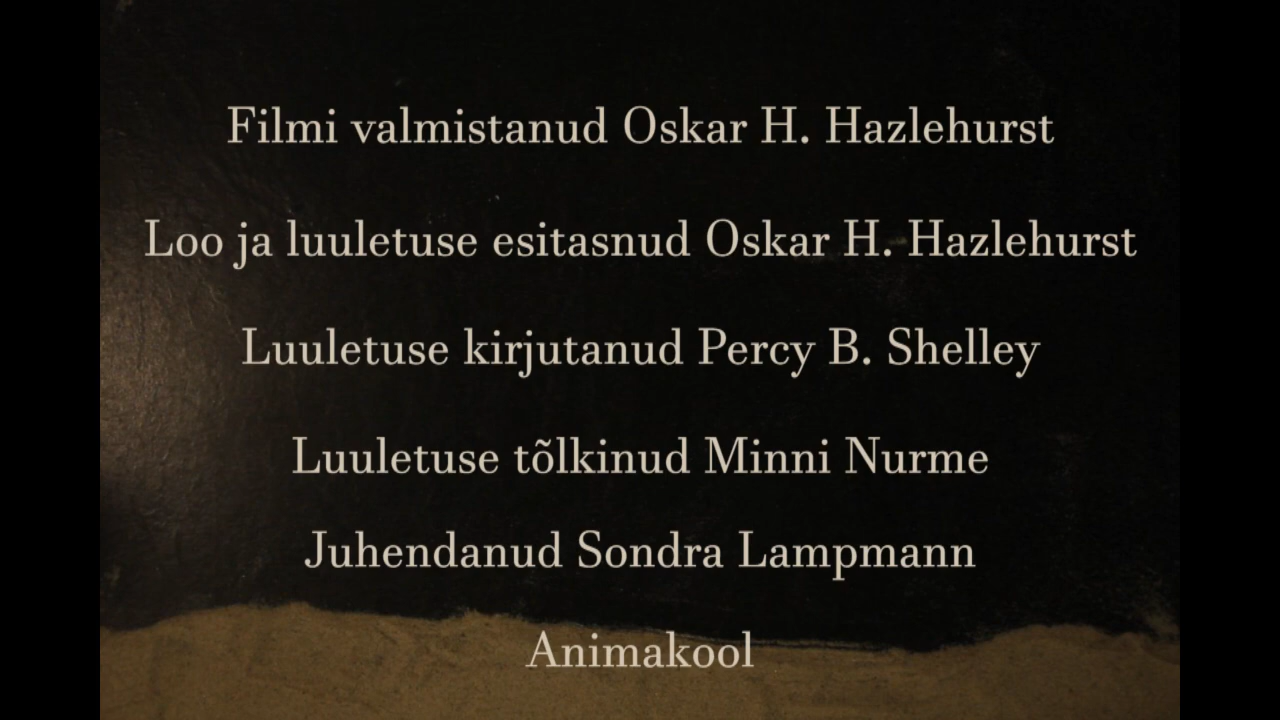 Filmi valmistanud Oskar H. Hazlehurst
Loo ja luuletuse esitasnud Oskar H. Hazlehurst
Luuletuse kirjutanud Percy B. Shelley
Luuletuse tõlkinud Minni Nurme
Juhendanud Sondra Lampmann
Animakool